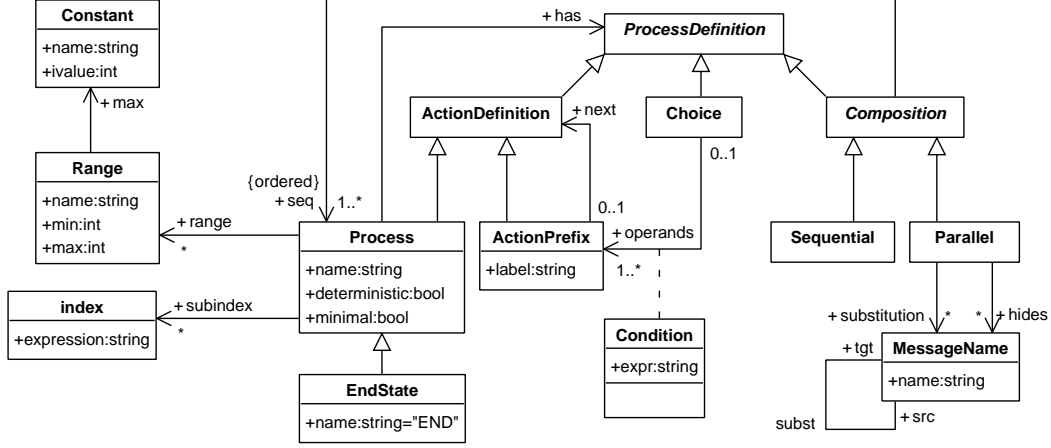 Constant
+name:string
+ivalue:int
+ max
Range
+name:string
+min:int
+max:int
+ range
*
index
+expression:string
+ subindex
*
{ordered}
+ seq
1..*
Process
+name:string
+deterministic:bool
+minimal:bool
EndState
+name:string="END"
+ has
ProcessDefinition
ActionDefinition
+ next
0..1
ActionPrefix
+label:string
Choice
0..1
+ operands
1..*
Condition
+expr:string
Composition
Sequential
Parallel
+ substitution
*
*
+ hides
MessageName
+name:string
+ tgt
+ src
subst